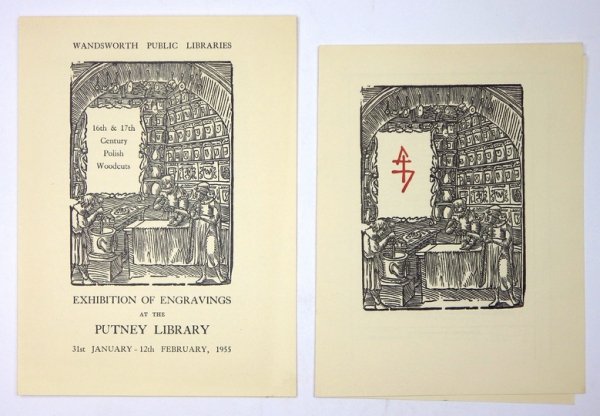 WANDSWORTH PUBLIC LIBRARIES
16th & 17th
Century
Polish
Woodcuts
EXHIBITION OF ENGRAVINGS
AT THE
PUTNEY LIBRARY
31st JANUARY - 12th FEBRUARY, 1955